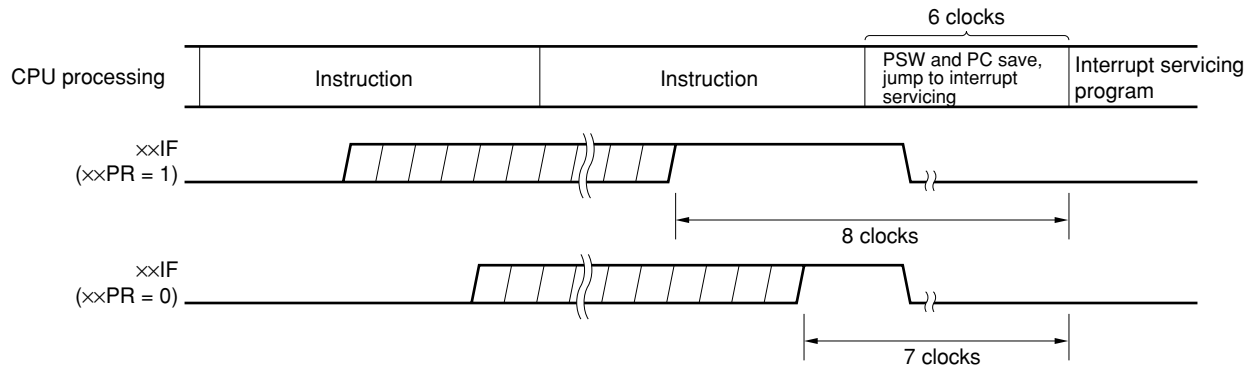 6 clocks
CPU processing
Instruction
Instruction
PSW and PC save,
jump to interrupt
servicing
Interrupt servicing
program
××IF
(××PR = 1)
8 clocks
××IF
(××PR = 0)
7 clocks